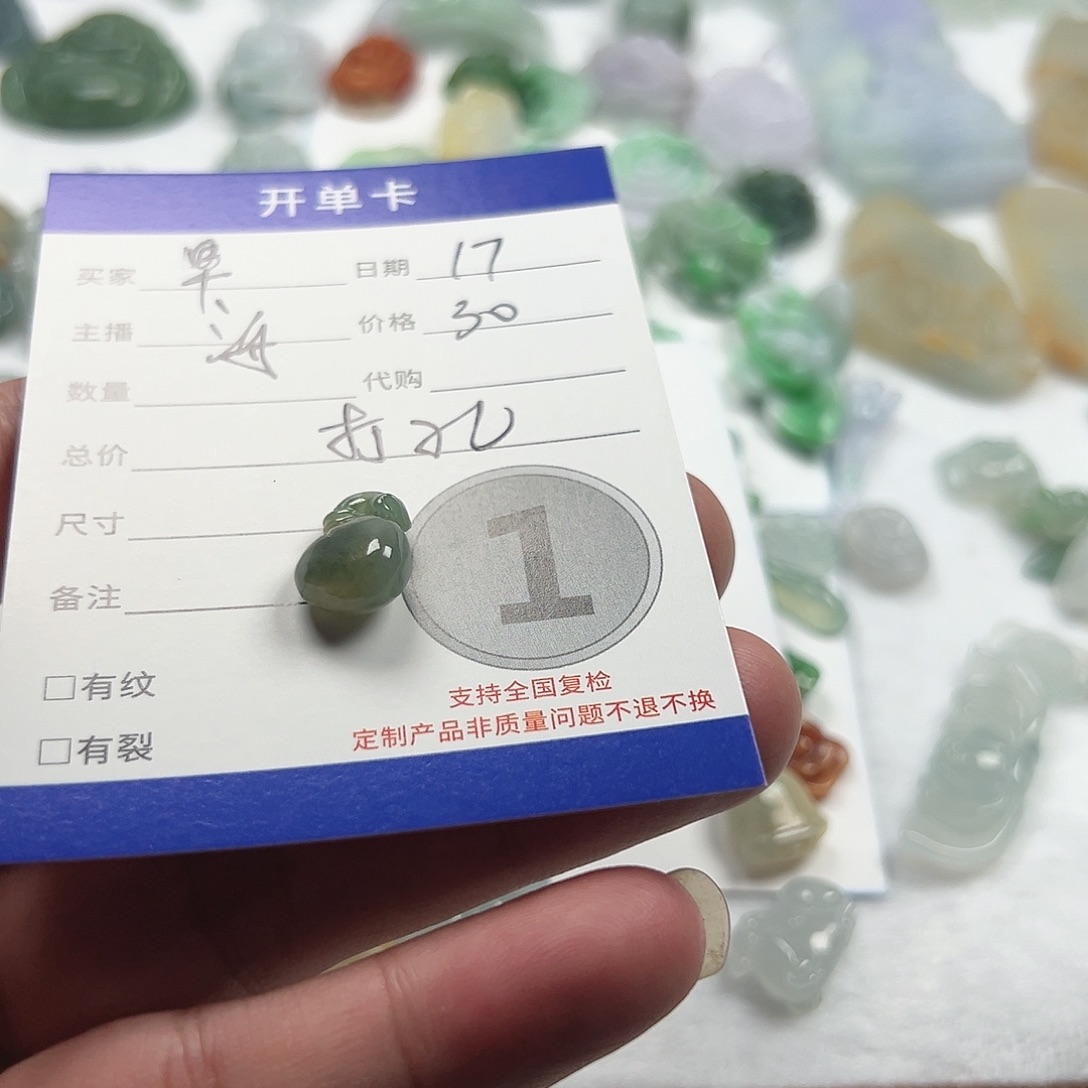 开单卡
买家 日期 17
主播 价格 30
数量 代购
总价 打孔
尺寸
备注
1
□有纹
□有裂
支持全国复检
定制产品非质量问题不退不换